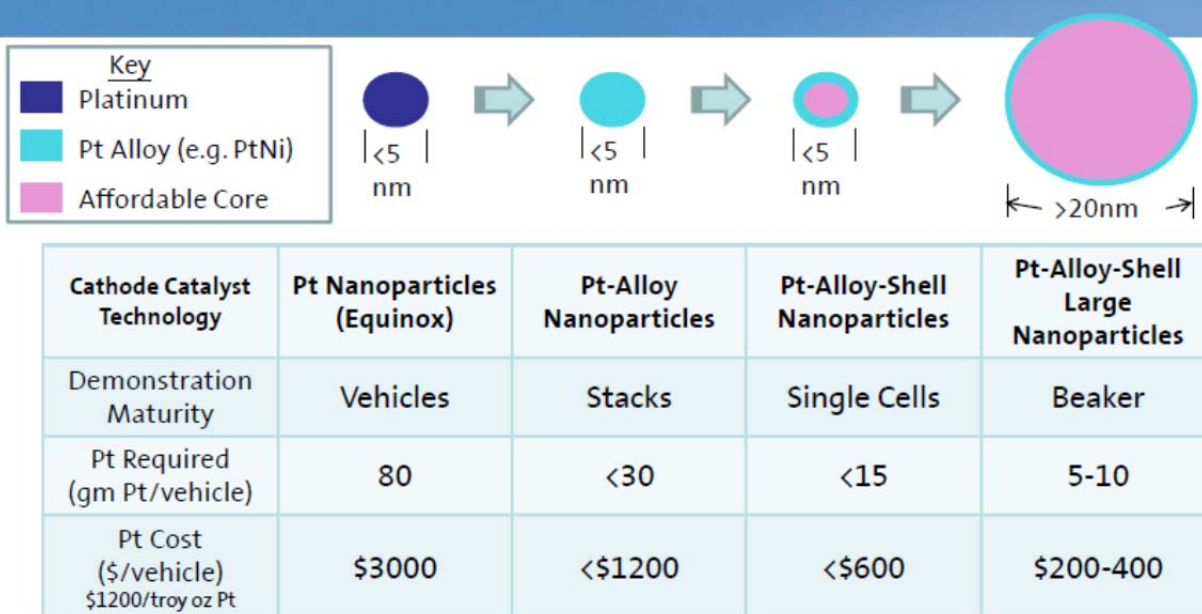 Key
Platinum
Pt Alloy (e.g. PtNi)
Affordable Core
<5
nm
<5
nm
<5
nm
>20nm
Cathode Catalyst
Technology
Pt Nanoparticles
(Equinox)
Pt-Alloy
Nanoparticles
Pt-Alloy-Shell
Nanoparticles
Pt-Alloy-Shell
Large
Nanoparticles
Demonstration
Maturity
Vehicles
Stacks
Single Cells
Beaker
Pt Required
(gm Pt/vehicle)
80
<30
<15
5-10
Pt Cost
($/vehicle)
$1200/troy oz Pt
$3000
<$1200
<$600
$200-400